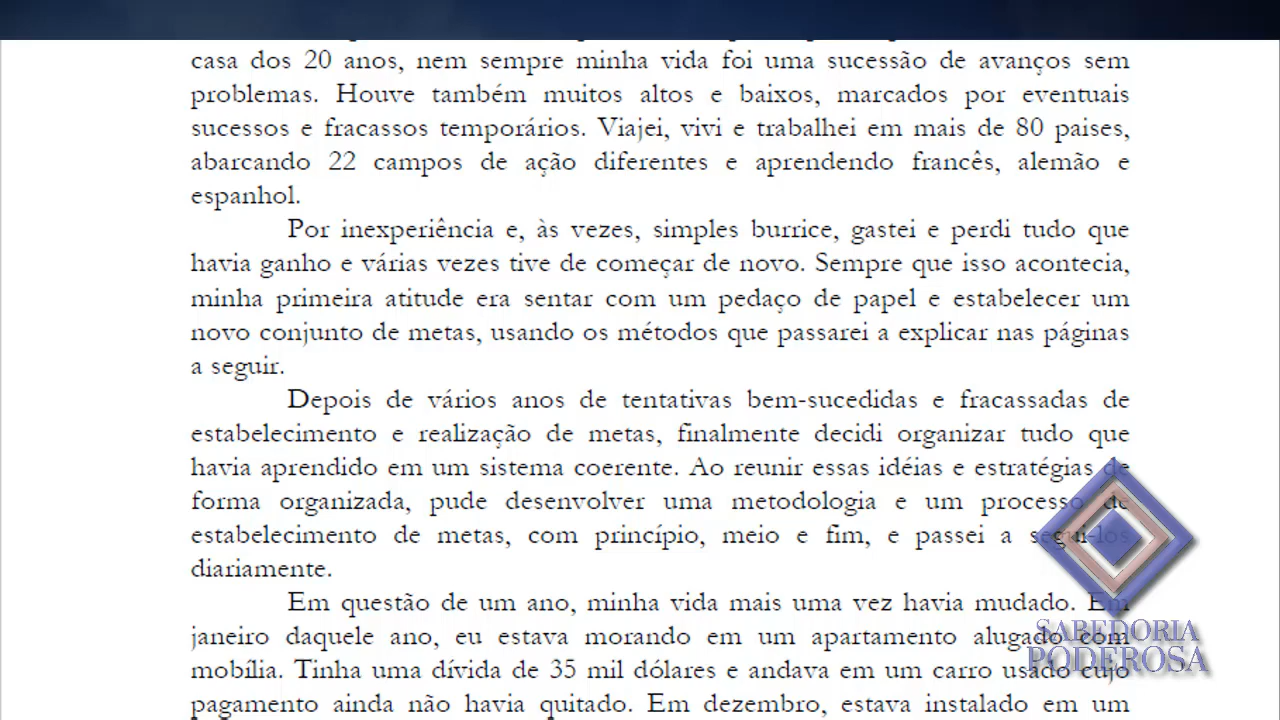 casa dos 20 anos, nem sempre minha vida foi uma sucessão de avanços sem
problemas. Houve também muitos altos e baixos, marcados por eventuais
sucessos e fracassos temporários. Viajei, vivi e trabalhei em mais de 80 paises,
abarcando 22 campos de ação diferentes e aprendendo francês, alemão e
espanhol.
Por inexperiência e, às vezes, simples burrice, gastei e perdi tudo que
havia ganho e várias vezes tive de começar de novo. Sempre que isso acontecia,
minha primeira atitude era sentar com um pedaço de papel e estabelecer um
novo conjunto de metas, usando os métodos que passarei a explicar nas páginas
a seguir.
Depois de vários anos de tentativas bem-sucedidas e fracassadas de
estabelecimento e realização de metas, finalmente decidi organizar tudo que
havia aprendido em um sistema coerente. Ao reunir essas idéias e estratégias de
forma organizada, pude desenvolver uma metodologia e um processo de
estabelecimento de metas, com princípio, meio e fim, e passei a segui-los
diariamente.
Em questão de um ano, minha vida mais uma vez havia mudado. Em
janeiro daquele ano, eu estava morando em um apartamento alugado com
mobília. Tinha uma dívida de 35 mil dólares e andava em um carro usado cujo
pagamento ainda não havia quitado. Em dezembro, estava instalado em um
SABEDORIA
PODEROSA